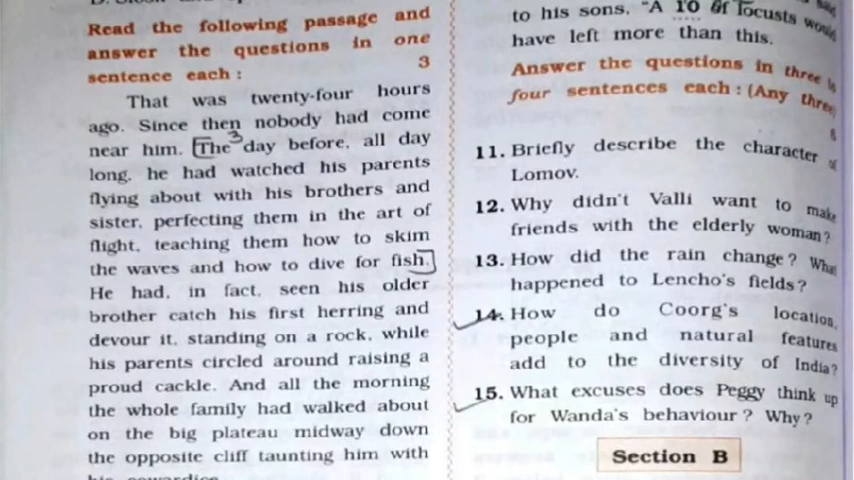 Read the following passage and
answer the questions in one
sentence each : 3
That was twenty-four hours
ago. Since then nobody had come
near him. The 3 day before, all day
long, he had watched his parents
flying about with his brothers and
sister, perfecting them in the art of
flight, teaching them how to skim
the waves and how to dive for fish.
He had, in fact, seen his older
brother catch his first herring and
devour it, standing on a rock, while
his parents circled around raising a
proud cackle. And all the morning
the whole family had walked about
on the big plateau midway down
the opposite cliff taunting him with
to his sons, "A of locusts would
have left more than this.
Answer the questions in three to
four sentences each : (Any three)
6
11. Briefly describe the character of
Lomov.
12. Why didn't Valli want to make
friends with the elderly woman?
13. How did the rain change? What
happened to Lencho's fields?
14. How do Coorg's location,
people and natural features
add to the diversity of India?
15. What excuses does Peggy think up
for Wanda's behaviour? Why?
Section B